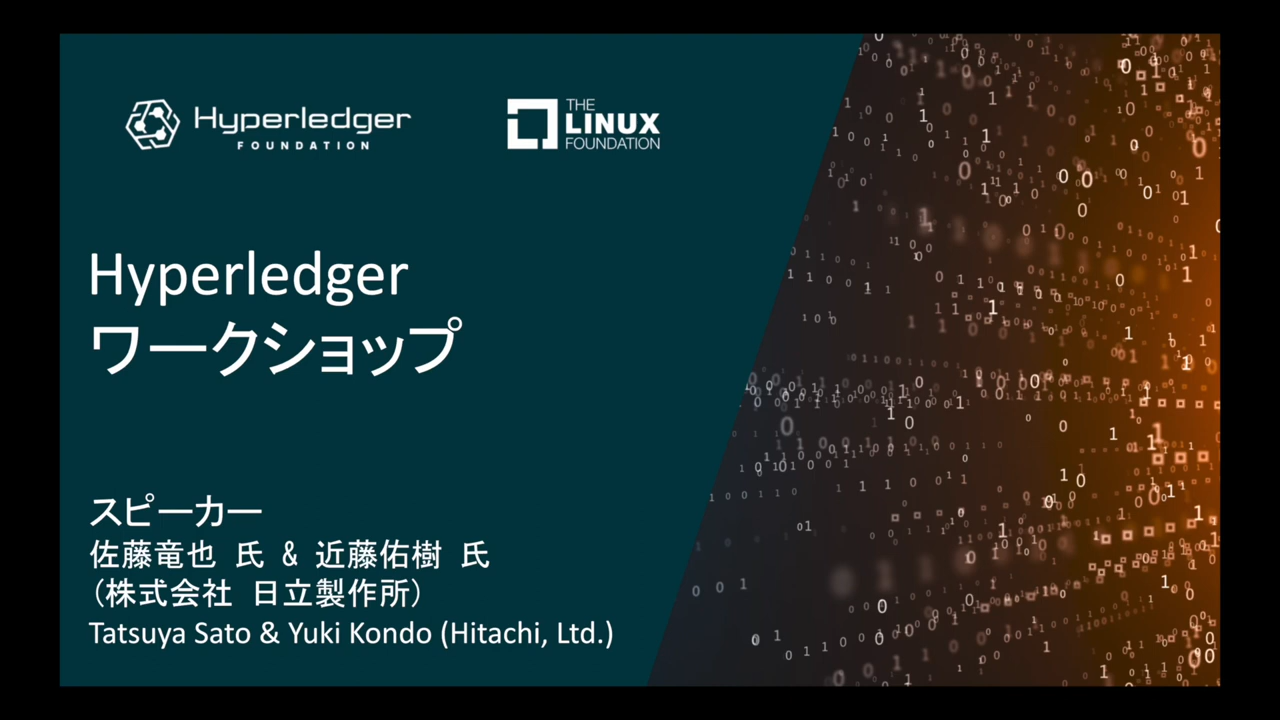 Hyperledger
FOUNDATION
THE
LINUX
FOUNDATION
Hyperledger
ワークショップ
スピーカー
佐藤竜也 氏 & 近藤佑樹 氏
（株式会社 日立製作所）
Tatsuya Sato & Yuki Kondo (Hitachi, Ltd.)